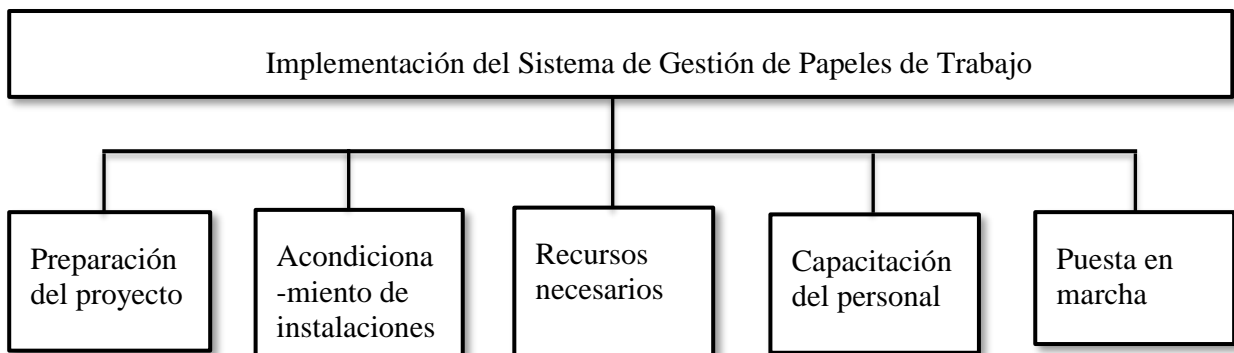 Implementación del Sistema de Gestión de Papeles de Trabajo
Preparación
del proyecto
Acondiciona
-miento de
instalaciones
Recursos
necesarios
Capacitación
del personal
Puesta en
marcha